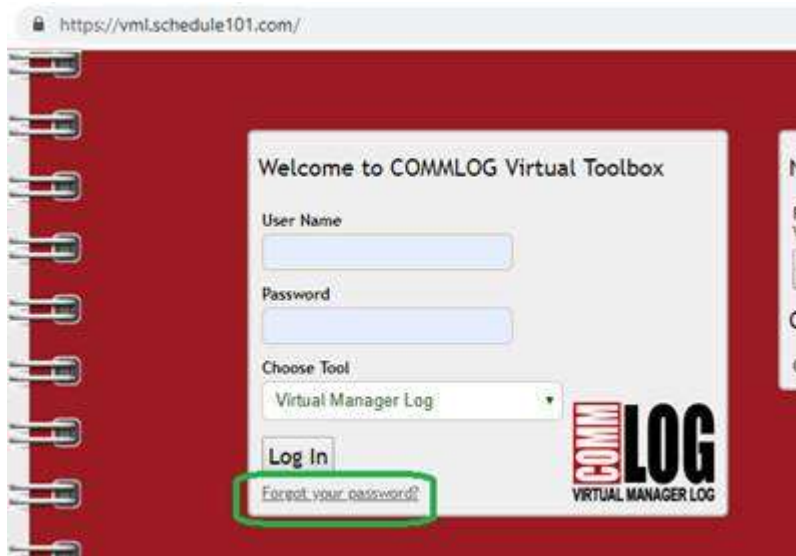 https://vml.schedule101.com/
Welcome to COMMLOG Virtual Toolbox
User Name
Password
Choose Tool
Virtual Manager Log
Log In
Forgot your password?
COMM
LOG
VIRTUAL MANAGER LOG